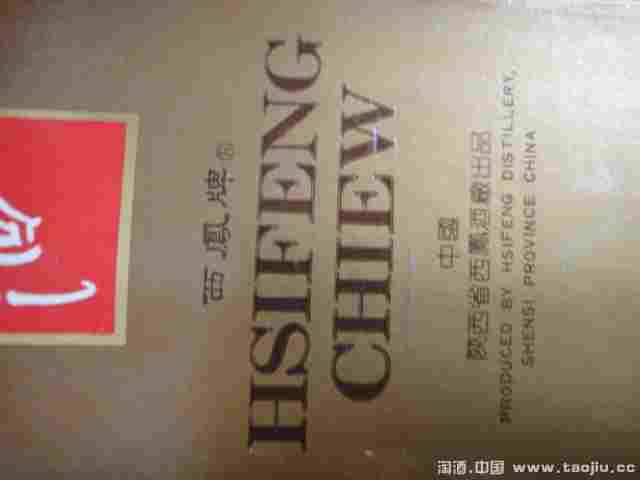 西鳳牌®
HSIFENG
CHIEW
中國
陝西省西鳳酒廠出品
PRODUCED BY HSIFENG DISTILLERY,
SHENSI PROVINCE CHINA
淘酒.中国 www.taojiu.cc